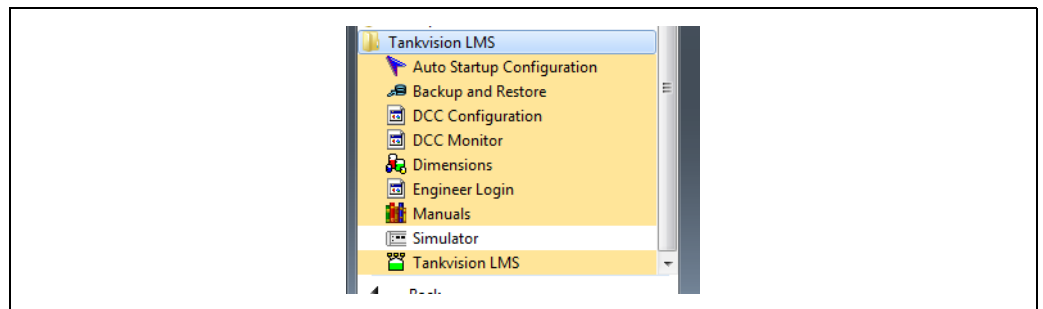 Tankvision LMS
Auto Startup Configuration
Backup and Restore
DCC Configuration
DCC Monitor
Dimensions
Engineer Login
Manuals
Simulator
Tankvision LMS